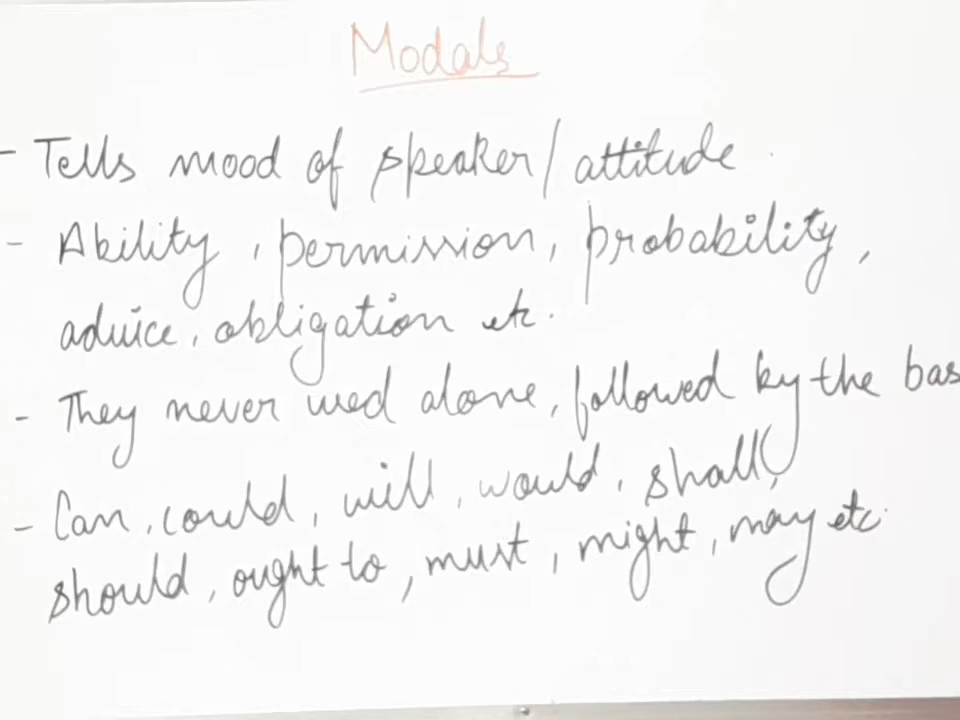 Modals
- Tells mood of speaker/attitude
- Ability, permission, probability,
advice, obligation etc.
- They never used alone, followed by the bas
- Can, could, will, would, shall,
should, ought to, must, might, may etc.